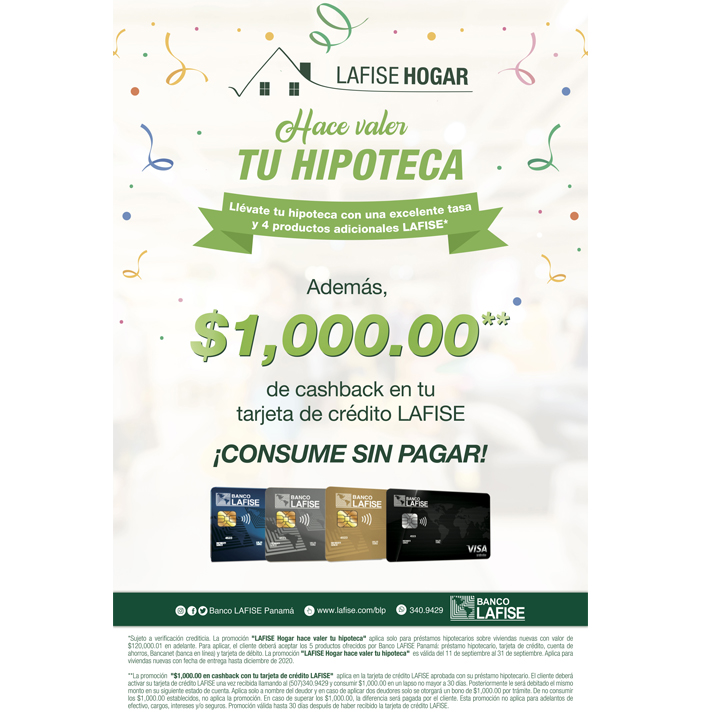 LAFISE HOGAR
Hace valer
TU HIPOTECA
Llévate tu hipoteca con una excelente tasa
y 4 productos adicionales LAFISE*
Además,
$1,000.00**
de cashback en tu
tarjeta de crédito LAFISE
¡CONSUME SIN PAGAR!
BANCO LAFISE
BANCO LAFISE
BANCO LAFISE
BANCO LAFISE
VISA
Banco LAFISE Panamá www.lafise.com/blp 340.9429 BANCO LAFISE
*Sujeto a verificación crediticia. La promoción "LAFISE Hogar hace valer tu hipoteca" aplica solo para préstamos hipotecarios sobre viviendas nuevas con valor de
$120,000.01 en adelante. Para aplicar, el cliente deberá aceptar los 5 productos ofrecidos por Banco LAFISE Panamá: préstamo hipotecario, tarjeta de crédito, cuenta de
ahorros, Bancanet (banca en línea) y tarjeta de débito. La promoción "LAFISE Hogar hace valer tu hipoteca" es válida del 11 de septiembre al 31 de septiembre. Aplica para
viviendas nuevas con fecha de entrega hasta diciembre de 2020.
**La promoción "$1,000.00 en cashback con tu tarjeta de crédito LAFISE" aplica en la tarjeta de crédito LAFISE aprobada con su préstamo hipotecario. El cliente deberá
activar su tarjeta de crédito LAFISE una vez recibida llamando al (507)340.9429 y consumir $1,000.00 en un lapso no mayor a 30 días. Posteriormente le será debitado el mismo
monto en su siguiente estado de cuenta. Aplica solo a nombre del deudor y en caso de aplicar dos deudores solo se otorgará un bono de $1,000.00 por trámite. De no consumir
los $1,000.00 establecidos, no aplica la promoción. En caso de superar los $1,000.00, la diferencia será pagada por el cliente. Esta promoción no aplica para adelantos de
efectivo, cargos, intereses y/o seguros. Promoción válida hasta 30 días después de haber recibido la tarjeta de crédito LAFISE.